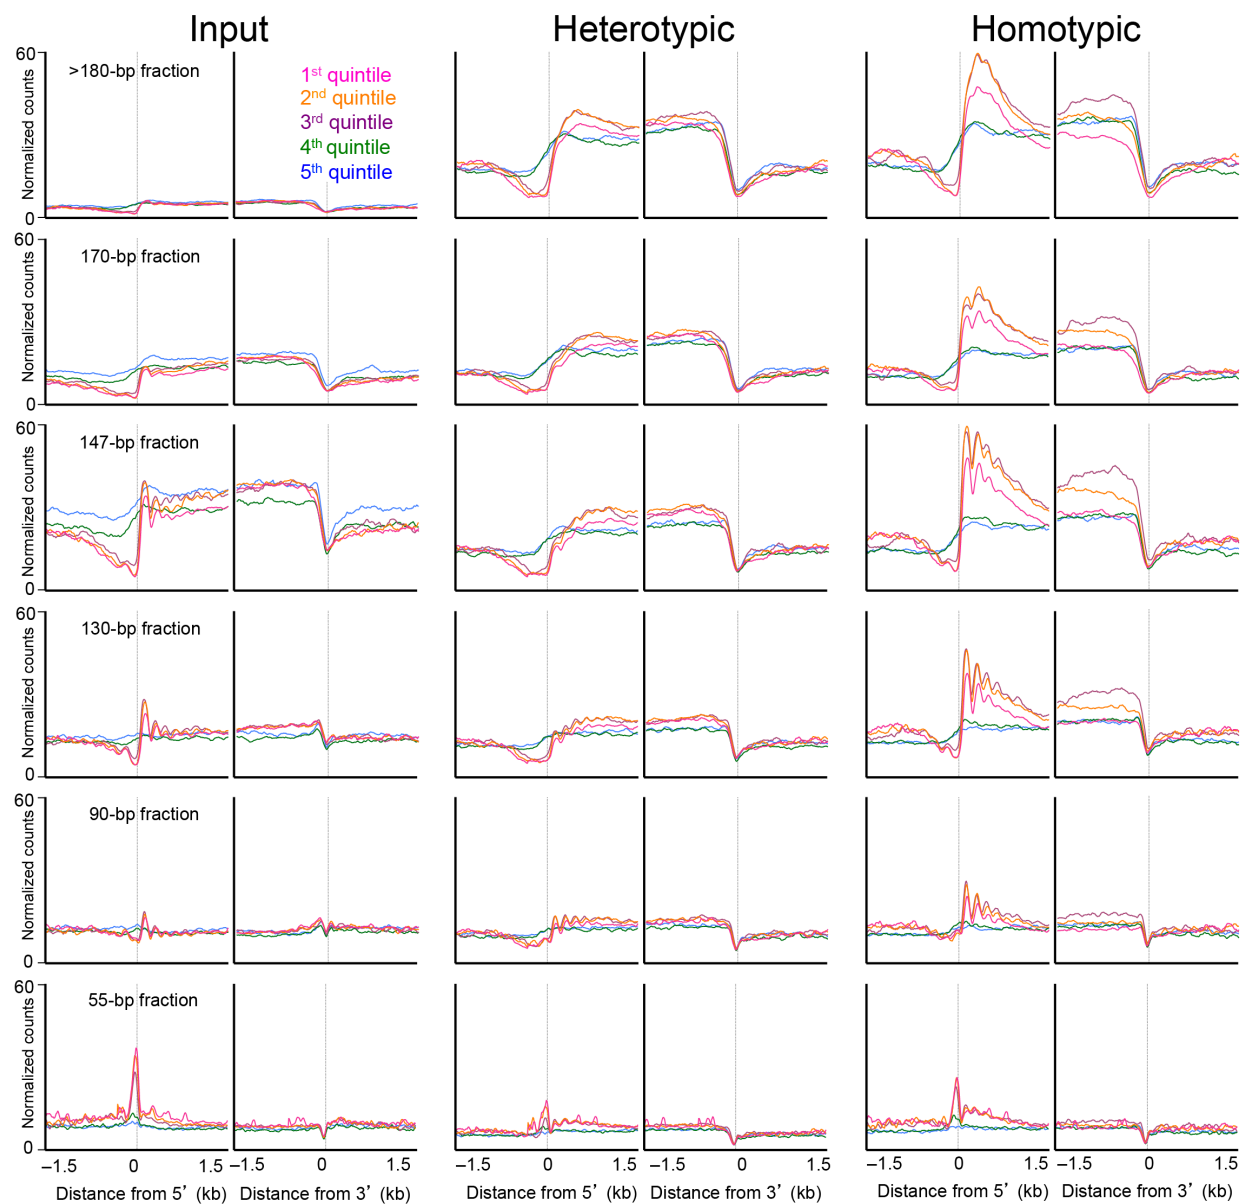 Input Heterotypic Homotypic
60
>180-bp fraction
1st quintile
2nd quintile
3rd quintile
4th quintile
5th quintile
Normalized counts
0
60
170-bp fraction
Normalized counts
0
60
147-bp fraction
Normalized counts
0
60
130-bp fraction
Normalized counts
0
60
90-bp fraction
Normalized counts
0
60
55-bp fraction
Normalized counts
0
−1.5 0 1.5 −1.5 0 1.5 −1.5 0 1.5 −1.5 0 1.5 −1.5 0 1.5 −1.5 0 1.5
Distance from 5’ (kb) Distance from 3’ (kb) Distance from 5’ (kb) Distance from 3’ (kb) Distance from 5’ (kb) Distance from 3’ (kb)